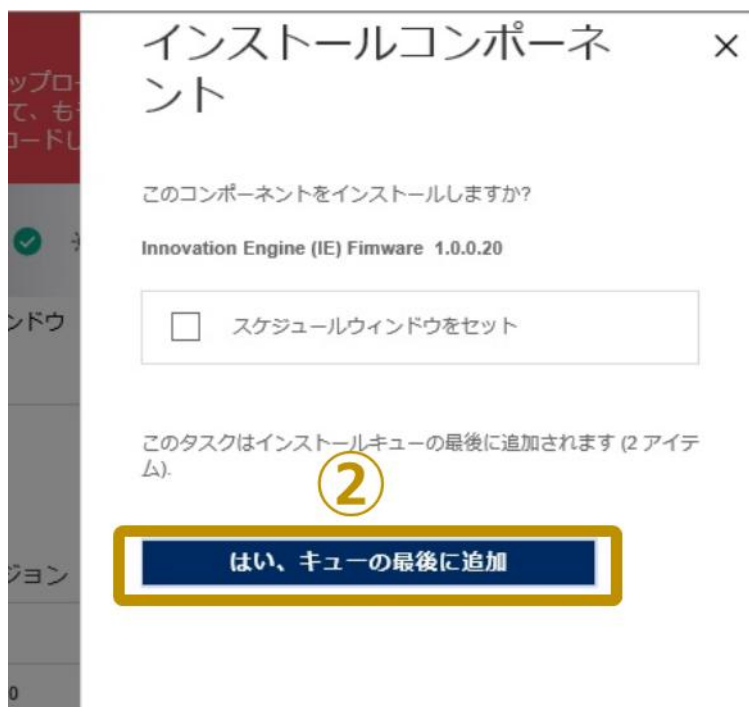 インストールコンポーネ
ント
×
ップロー
て、も
ロードし
このコンポーネントをインストールしますか?
Innovation Engine (IE) Fimware 1.0.0.20
ンドウ
スケジュールウィンドウをセット
このタスクはインストールキューの最後に追加されます (2 アイテ
ム).
②
はい、キューの最後に追加
ジョン
0